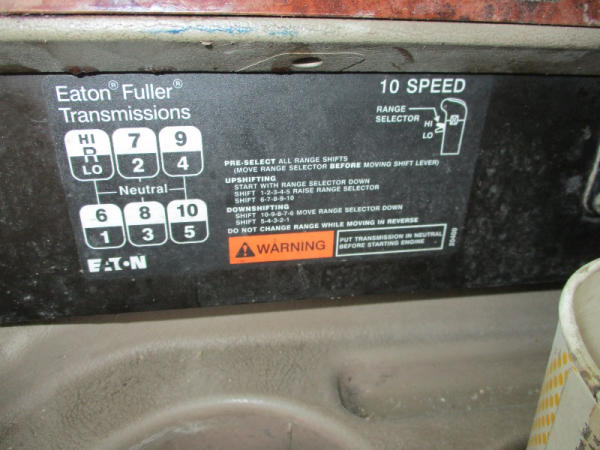 Eaton® Fuller®
Transmissions
10 SPEED
RANGE
SELECTOR
HI
LO
HI
R
LO
7
2
9
4
Neutral
6
1
8
3
10
5
EATON
PRE-SELECT ALL RANGE SHIFTS
(MOVE RANGE SELECTOR BEFORE MOVING SHIFT LEVER)
UPSHIFTING
START WITH RANGE SELECTOR DOWN
SHIFT 1-2-3-4-5 RAISE RANGE SELECTOR
SHIFT 6-7-8-9-10
DOWNSHIFTING
SHIFT 10-9-8-7-6 MOVE RANGE SELECTOR DOWN
SHIFT 5-4-3-2-1
DO NOT CHANGE RANGE WHILE MOVING IN REVERSE
WARNING
PUT TRANSMISSION IN NEUTRAL
BEFORE STARTING ENGINE